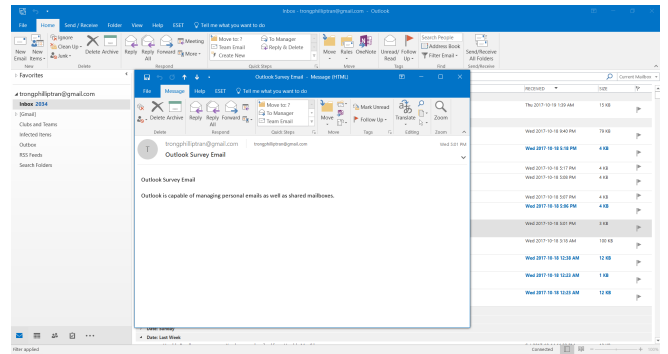 Inbox - trongphilliptran@gmail.com - Outlook
File Home Send / Receive Folder View Help ESET Tell me what you want to do
New Email New Items Ignore Clean Up Junk Delete Archive Reply Reply All Forward Meeting More Move to: ? Team Email Create New To Manager Reply & Delete Move Rules OneNote Unread/ Read Follow Up Search People Address Book Filter Email Send/Receive All Folders
New Delete Respond Quick Steps Move Tags Find Send/Receive
Favorites
trongphilliptran@gmail.com
Inbox 2034
[Gmail]
Clubs and Teams
Infected Items
Outbox
RSS Feeds
Search Folders
Outlook Survey Email - Message (HTML)
File Message Help ESET Tell me what you want to do
Delete Archive Reply Reply All Forward Move to: ? To Manager Team Email Move Mark Unread Follow Up Translate Zoom
Delete Respond Quick Steps Move Tags Editing Zoom
T
trongphilliptran@gmail.com trongphilliptran@gmail.com Wed 5:01 PM
Outlook Survey Email
Outlook Survey Email
Outlook is capable of managing personal emails as well as shared mailboxes.
Current Mailbox
RECEIVED SIZE
Thu 2017-10-19 1:39 AM 15 KB
Wed 2017-10-18 9:40 PM 79 KB
Wed 2017-10-18 5:18 PM 4 KB
Wed 2017-10-18 5:17 PM 4 KB
Wed 2017-10-18 5:08 PM 4 KB
Wed 2017-10-18 5:07 PM 4 KB
Wed 2017-10-18 5:06 PM 4 KB
Wed 2017-10-18 5:01 PM 3 KB
Wed 2017-10-18 3:18 AM 100 KB
Wed 2017-10-18 12:38 AM 12 KB
Wed 2017-10-18 12:23 AM 1 KB
Wed 2017-10-18 12:23 AM 12 KB
Date: Sunday
Date: Last Week
Filter applied
Connected 100%